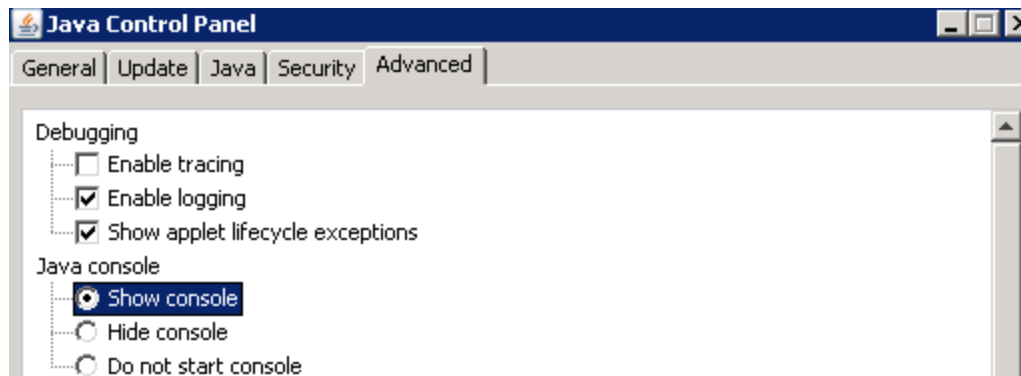 Java Control Panel
General Update Java Security Advanced
Debugging
Enable tracing
Enable logging
Show applet lifecycle exceptions
Java console
Show console
Hide console
Do not start console